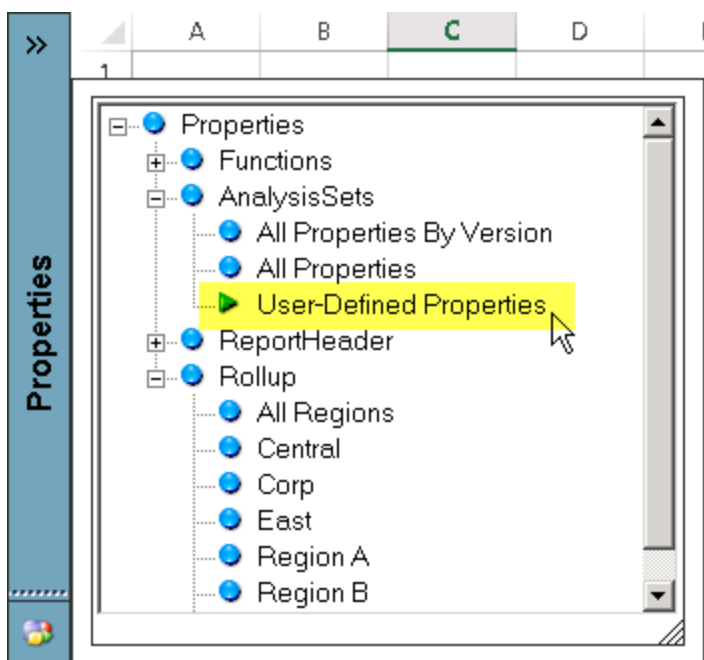 A B C D
1
Properties
Properties
Functions
AnalysisSets
All Properties By Version
All Properties
User-Defined Properties
ReportHeader
Rollup
All Regions
Central
Corp
East
Region A
Region B